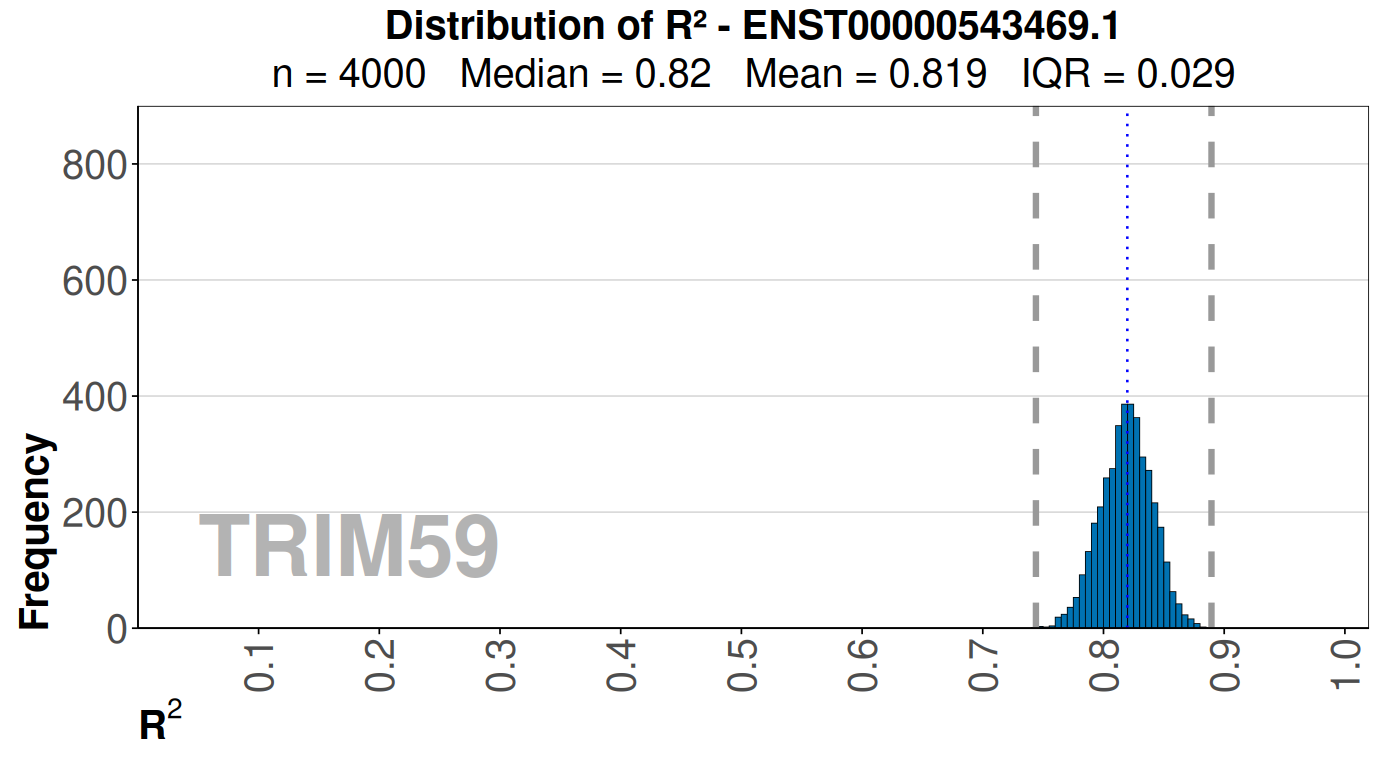 Distribution of R² - ENST00000543469.1
n = 4000 Median = 0.82 Mean = 0.819 IQR = 0.029
Frequency
800
600
400
200
0
TRIM59
0.1 0.2 0.3 0.4 0.5 0.6 0.7 0.8 0.9 1.0
R²